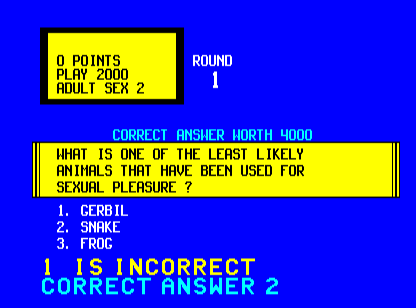 0 POINTS
PLAY 2000
ADULT SEX 2
ROUND
1
CORRECT ANSWER WORTH 4000
WHAT IS ONE OF THE LEAST LIKELY
ANIMALS THAT HAVE BEEN USED FOR
SEXUAL PLEASURE ?
1. GERBIL
2. SNAKE
3. FROG
1 IS INCORRECT
CORRECT ANSWER 2